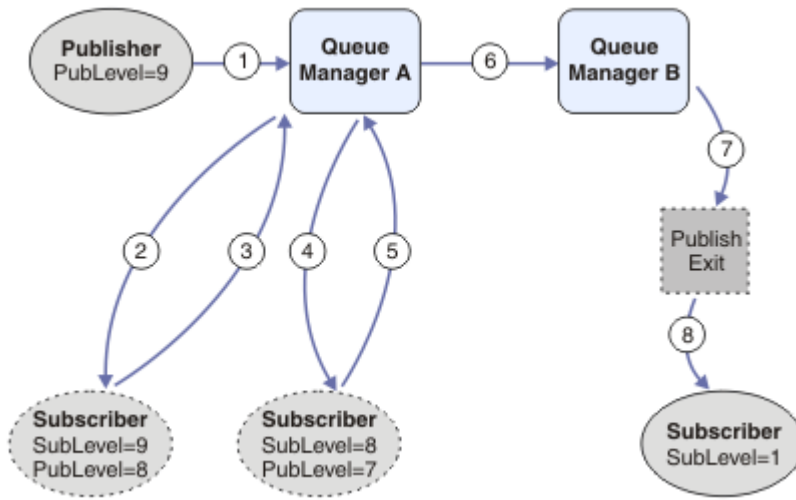 Publisher
PubLevel=9
1
Queue
Manager A
6
Queue
Manager B
7
2
3
4
5
Publish
Exit
8
Subscriber
SubLevel=9
PubLevel=8
Subscriber
SubLevel=8
PubLevel=7
Subscriber
SubLevel=1